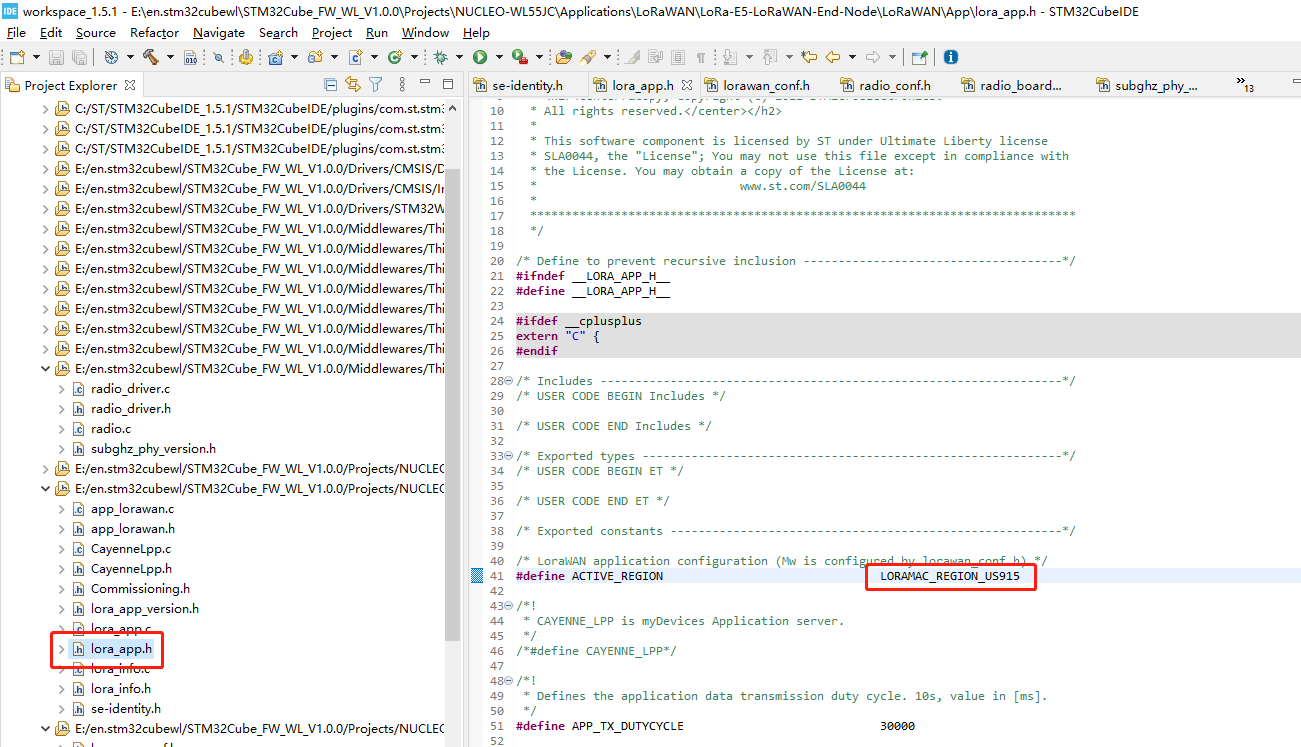 IDE workspace_1.5.1 - E:\en.stm32cubewl\STM32Cube_FW_WL_V1.0.0\Projects\NUCLEO-WL55JC\Applications\LoRaWAN\LoRa-E5-LoRaWAN-End-Node\LoRaWAN\App\lora_app.h - STM32CubeIDE
File Edit Source Refactor Navigate Search Project Run Window Help
Project Explorer
C:/ST/STM32CubeIDE_1.5.1/STM32CubeIDE/plugins/com.st.stm3
C:/ST/STM32CubeIDE_1.5.1/STM32CubeIDE/plugins/com.st.stm3
C:/ST/STM32CubeIDE_1.5.1/STM32CubeIDE/plugins/com.st.stm3
E:/en.stm32cubewl/STM32Cube_FW_WL_V1.0.0/Drivers/CMSIS/D
E:/en.stm32cubewl/STM32Cube_FW_WL_V1.0.0/Drivers/CMSIS/In
E:/en.stm32cubewl/STM32Cube_FW_WL_V1.0.0/Drivers/STM32W
E:/en.stm32cubewl/STM32Cube_FW_WL_V1.0.0/Middlewares/Thi
E:/en.stm32cubewl/STM32Cube_FW_WL_V1.0.0/Middlewares/Thi
E:/en.stm32cubewl/STM32Cube_FW_WL_V1.0.0/Middlewares/Thi
E:/en.stm32cubewl/STM32Cube_FW_WL_V1.0.0/Middlewares/Thi
E:/en.stm32cubewl/STM32Cube_FW_WL_V1.0.0/Middlewares/Thi
E:/en.stm32cubewl/STM32Cube_FW_WL_V1.0.0/Middlewares/Thi
E:/en.stm32cubewl/STM32Cube_FW_WL_V1.0.0/Middlewares/Thi
E:/en.stm32cubewl/STM32Cube_FW_WL_V1.0.0/Middlewares/Thi
radio_driver.c
radio_driver.h
radio.c
subghz_phy_version.h
E:/en.stm32cubewl/STM32Cube_FW_WL_V1.0.0/Projects/NUCLEO
E:/en.stm32cubewl/STM32Cube_FW_WL_V1.0.0/Projects/NUCLEO
app_lorawan.c
app_lorawan.h
CayenneLpp.c
CayenneLpp.h
Commissioning.h
lora_app_version.h
lora_app.c
lora_app.h
lora_info.c
lora_info.h
se-identity.h
E:/en.stm32cubewl/STM32Cube_FW_WL_V1.0.0/Projects/NUCLEO
se-identity.h lora_app.h lorawan_conf.h radio_conf.h radio_board... subghz_phy_... 13
10 * All rights reserved.</center></h2>
11 *
12 * This software component is licensed by ST under Ultimate Liberty license
13 * SLA0044, the "License"; You may not use this file except in compliance with
14 * the License. You may obtain a copy of the License at:
15 * www.st.com/SLA0044
16 *
17 ******************************************************************************
18 */
19
20 /* Define to prevent recursive inclusion -------------------------------------*/
21 #ifndef __LORA_APP_H__
22 #define __LORA_APP_H__
23
24 #ifdef __cplusplus
25 extern "C" {
26 #endif
27
28 /* Includes ------------------------------------------------------------------*/
29 /* USER CODE BEGIN Includes */
30
31 /* USER CODE END Includes */
32
33 /* Exported types ------------------------------------------------------------*/
34 /* USER CODE BEGIN ET */
35
36 /* USER CODE END ET */
37
38 /* Exported constants --------------------------------------------------------*/
39
40 /* LoraWAN application configuration (Mw is configured by lorawan_conf.h) */
41 #define ACTIVE_REGION LORAMAC_REGION_US915
42
43 /*!
44 * CAYENNE_LPP is myDevices Application server.
45 */
46 /*#define CAYENNE_LPP*/
47
48 /*!
49 * Defines the application data transmission duty cycle. 10s, value in [ms].
50 */
51 #define APP_TX_DUTYCYCLE 30000
52